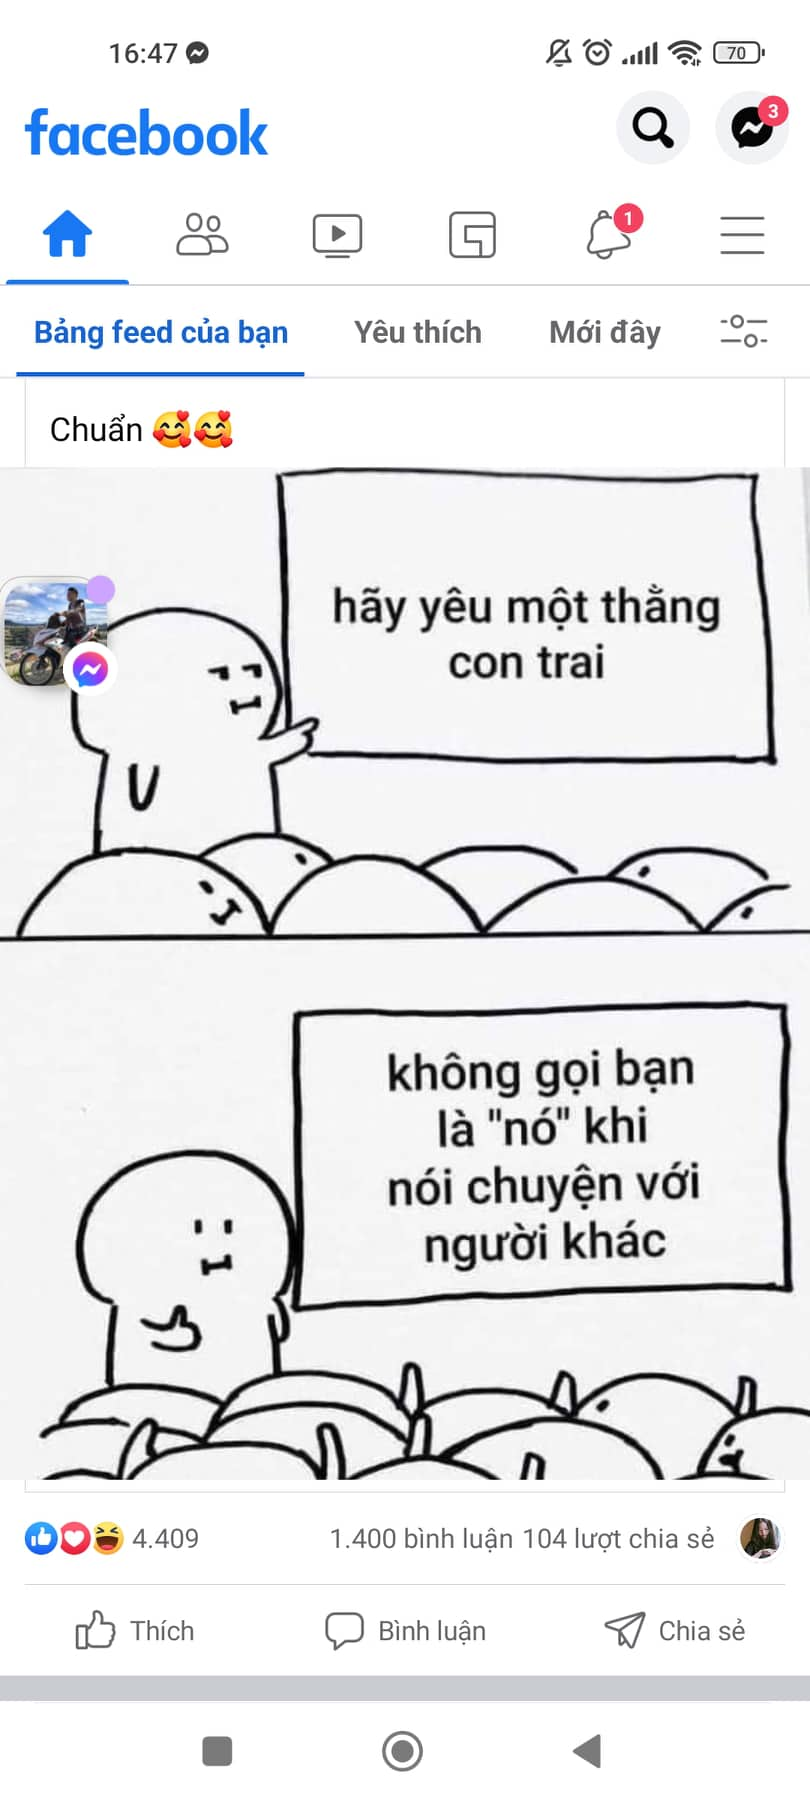 16:47
70
facebook
3
1
Bảng feed của bạn Yêu thích Mới đây
Chuẩn 🥰🥰
hãy yêu một thằng
con trai
không gọi bạn
là "nó" khi
nói chuyện với
người khác
4.409 1.400 bình luận 104 lượt chia sẻ
Thích Bình luận Chia sẻ